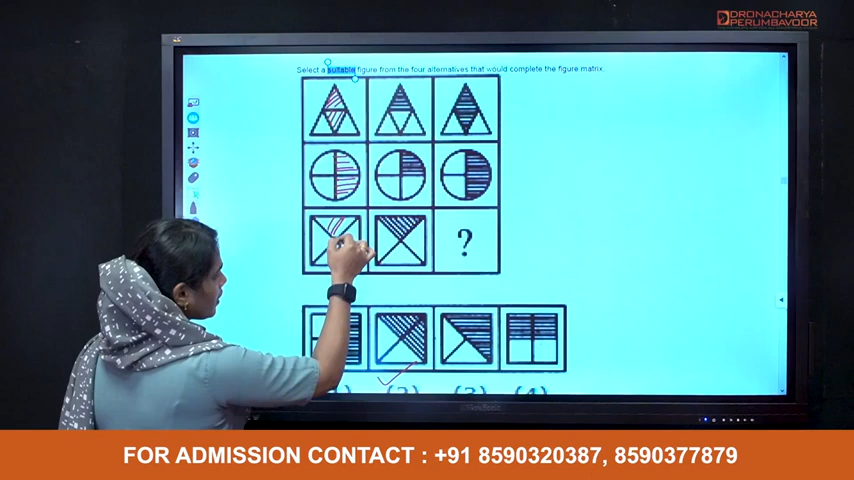 DRONACHARYA
PERUMBAVOOR
Select a suitable figure from the four alternatives that would complete the figure matrix.
?
(2) (3) (4)
FOR ADMISSION CONTACT : +91 8590320387, 8590377879